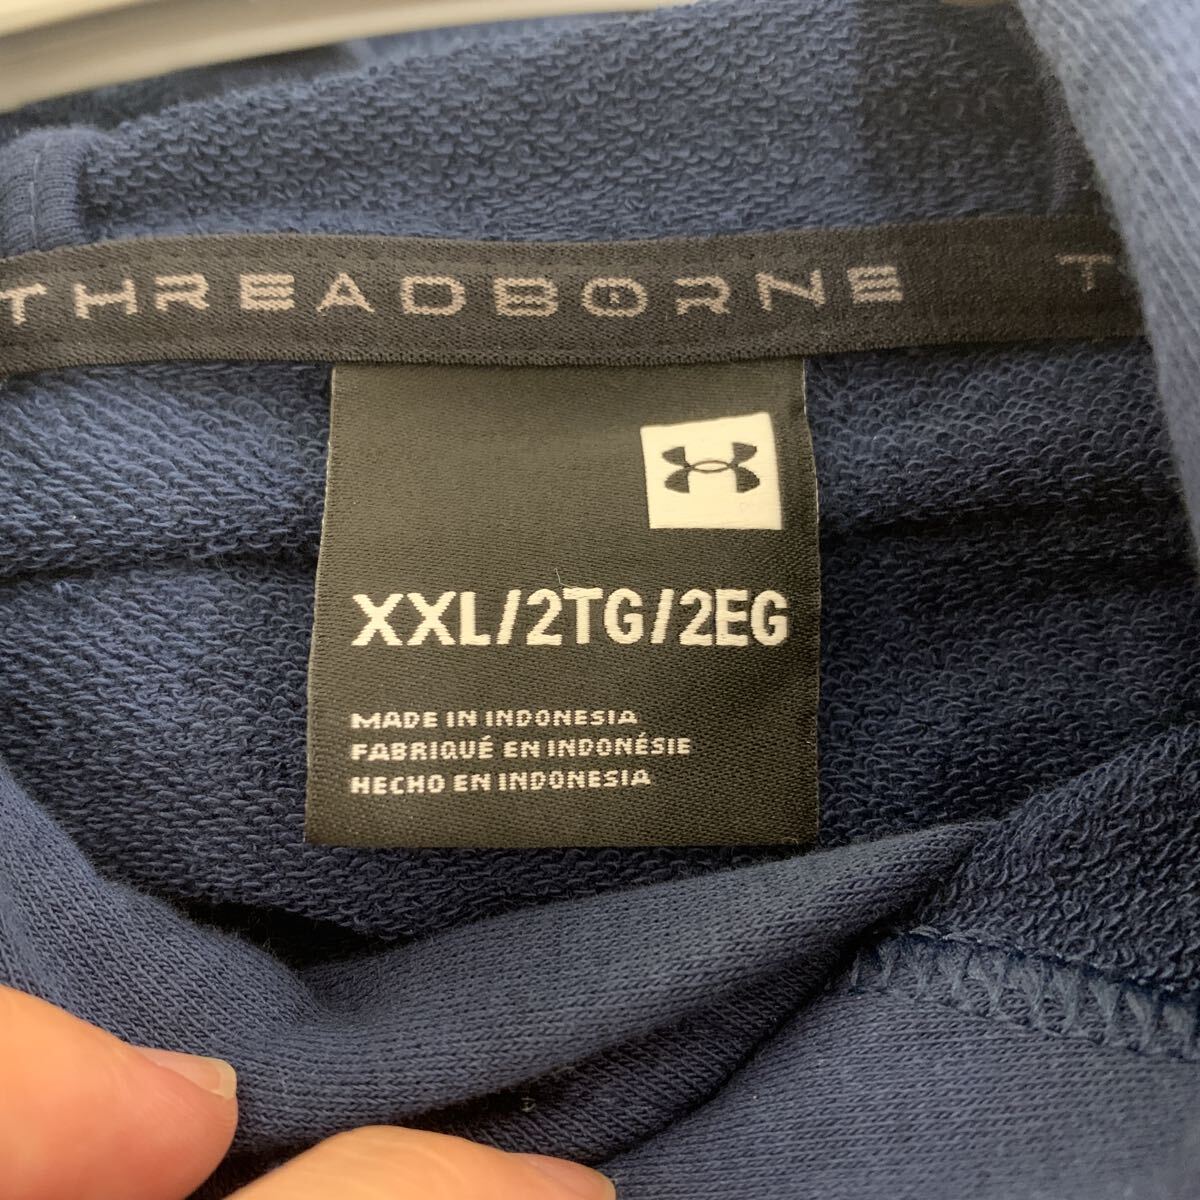 THREADBORNE T
XXL/2TG/2EG
MADE IN INDONESIA
FABRIQUÉ EN INDONÉSIE
HECHO EN INDONESIA